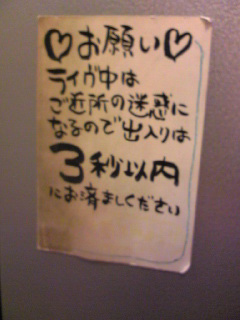 ♡お願い♡
ライヴ中は
ご近所の迷惑に
なるので出入りは
3秒以内
にお済ましください